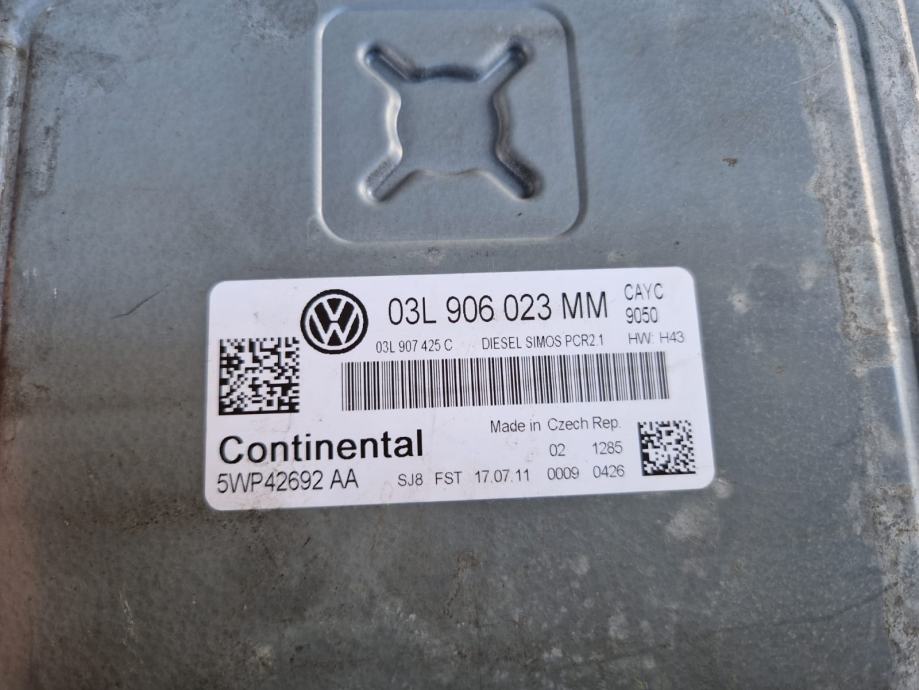 03L 906 023 MM CAYC
9050
03L 907 425 C DIESEL SIMOS PCR2.1 HW: H43
Made in Czech Rep.
Continental 02 1285
5WP42692 AA SJ8 FST 17.07.11 0009 0426